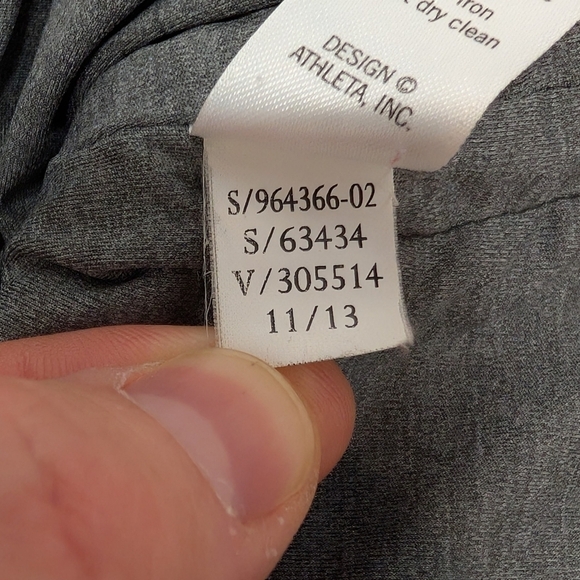 iron
dry clean
DESIGN ©
ATHLETA, INC.
S/964366-02
S/63434
V/305514
11/13